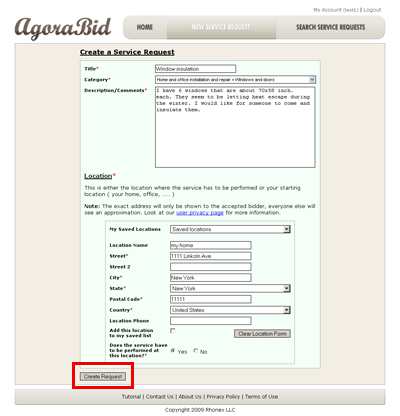 My Account (text1) | Logout
AgoraBid
HOME
NEW SERVICE REQUEST
SEARCH SERVICE REQUESTS
Create a Service Request
Title* Window insulation
Category* Home and office installation and repair » Windows and doors
Description/Comments* I have 6 windows that are about 70x58 inch.
each. They seem to be letting heat escape during
the winter. I would like for someone to come and
insulate them.
Location*
This is either the location where the service has to be performed or your starting
location ( your home, office, ..... )
Note: The exact address will only be shown to the accepted bidder, everyone else will
see an approximation. Look at our user privacy page for more information.
My Saved Locations Saved locations
Location Name my home
Street* 1111 Linkoln Ave
Street 2
City* New York
State* New York
Postal Code* 11111
Country* United States
Location Phone
Add this location
to my saved list
Clear Location Form
Does the service have
to be performed at
this location?* Yes No
Create Request
Tutorial | Contact Us | About Us | Privacy Policy | Terms of Use
Copyright 2009 Rhonex LLC